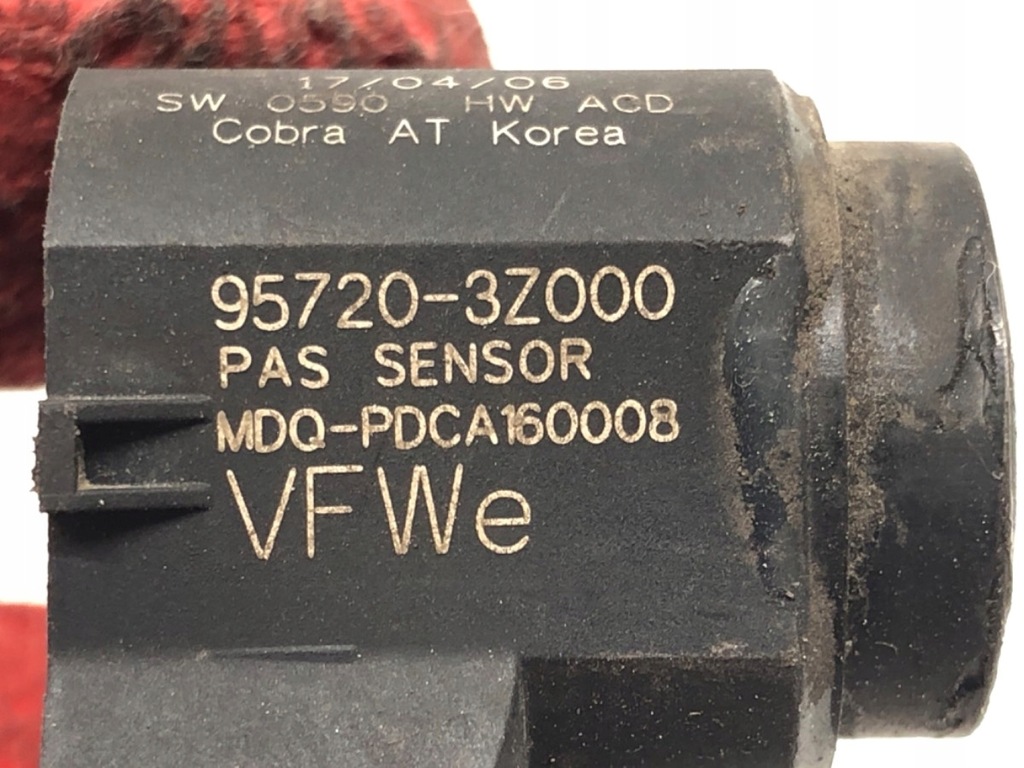 17/04/06
SW 0590 HW ACD
Cobra AT Korea
95720-3Z000
PAS SENSOR
MDQ-PDCA160008
VFWe